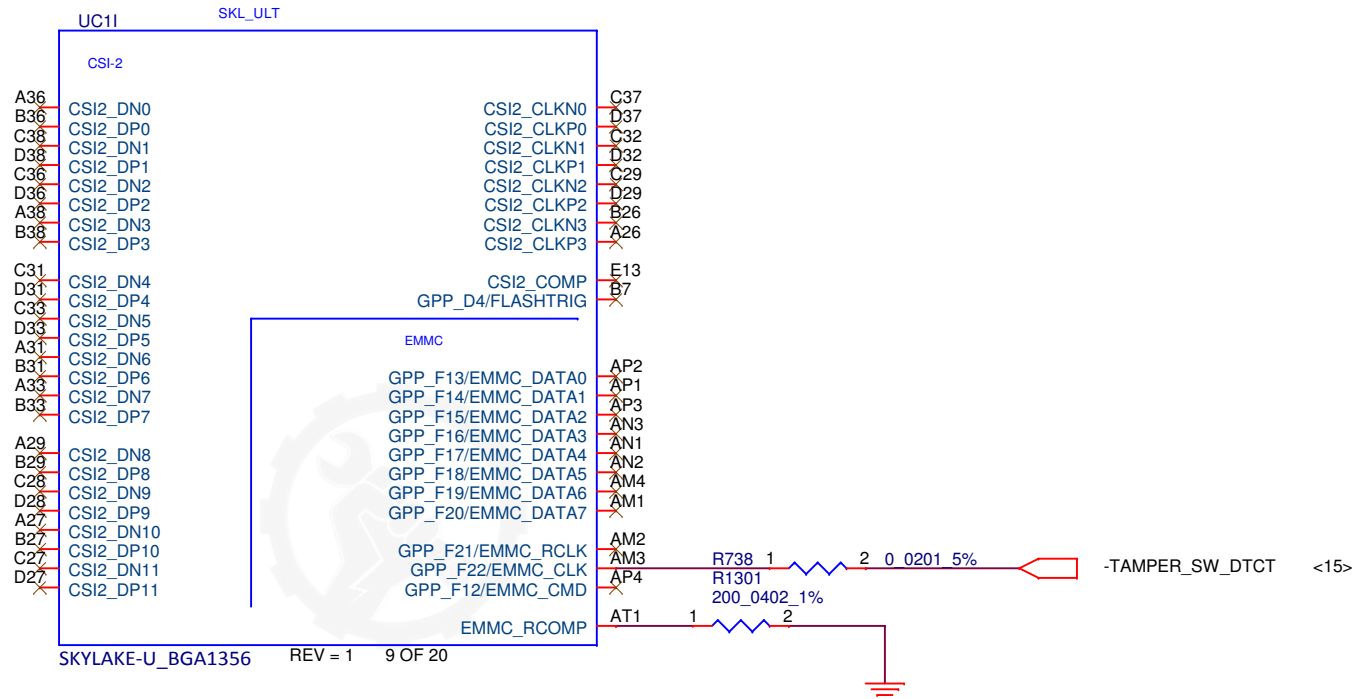 UC1I SKL_ULT
CSI-2
A36 CSI2_DN0 CSI2_CLKN0 C37
B36 CSI2_DP0 CSI2_CLKP0 D37
C38 CSI2_DN1 CSI2_CLKN1 C32
D38 CSI2_DP1 CSI2_CLKP1 D32
C36 CSI2_DN2 CSI2_CLKN2 C29
D36 CSI2_DP2 CSI2_CLKP2 D29
A38 CSI2_DN3 CSI2_CLKN3 B26
B38 CSI2_DP3 CSI2_CLKP3 A26
C31 CSI2_DN4 CSI2_COMP E13
D31 CSI2_DP4 GPP_D4/FLASHTRIG B7
C33 CSI2_DN5
D33 CSI2_DP5 EMMC
A31 CSI2_DN6
B31 CSI2_DP6 GPP_F13/EMMC_DATA0 AP2
A33 CSI2_DN7 GPP_F14/EMMC_DATA1 AP1
B33 CSI2_DP7 GPP_F15/EMMC_DATA2 AP3
GPP_F16/EMMC_DATA3 AN3
A29 CSI2_DN8 GPP_F17/EMMC_DATA4 AN1
B29 CSI2_DP8 GPP_F18/EMMC_DATA5 AN2
C28 CSI2_DN9 GPP_F19/EMMC_DATA6 AM4
D28 CSI2_DP9 GPP_F20/EMMC_DATA7 AM1
A27 CSI2_DN10
B27 CSI2_DP10 GPP_F21/EMMC_RCLK AM2
C27 CSI2_DN11 GPP_F22/EMMC_CLK AM3 R738 1 2 0_0201_5% -TAMPER_SW_DTCT <15>
D27 CSI2_DP11 GPP_F12/EMMC_CMD AP4 R1301
200_0402_1%
EMMC_RCOMP AT1 1 2
SKYLAKE-U_BGA1356 REV = 1 9 OF 20